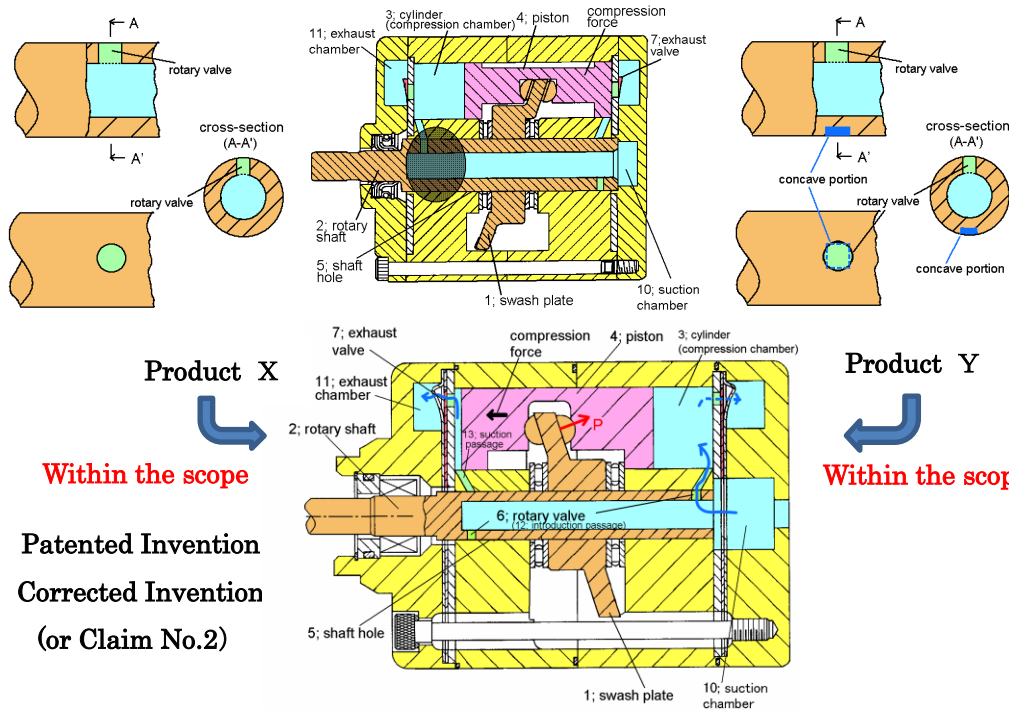 A
rotary valve
A'
cross-section
(A-A')
rotary valve
3; cylinder
(compression chamber)
11; exhaust
chamber
4; piston
compression
force
7;exhaust
valve
2; rotary
shaft
5; shaft
hole
1; swash plate
10; suction
chamber
A
rotary valve
A'
concave portion
cross-section
(A-A')
rotary valve
concave portion
Product X
Within the scope
Patented Invention
Corrected Invention
(or Claim No.2)
7; exhaust
valve
11; exhaust
chamber
2; rotary shaft
compression
force
4; piston
3; cylinder
(compression chamber)
P
13; suction
passage
6; rotary valve
(12; introduction passage)
5; shaft hole
1; swash plate
10; suction
chamber
Product Y
Within the scop